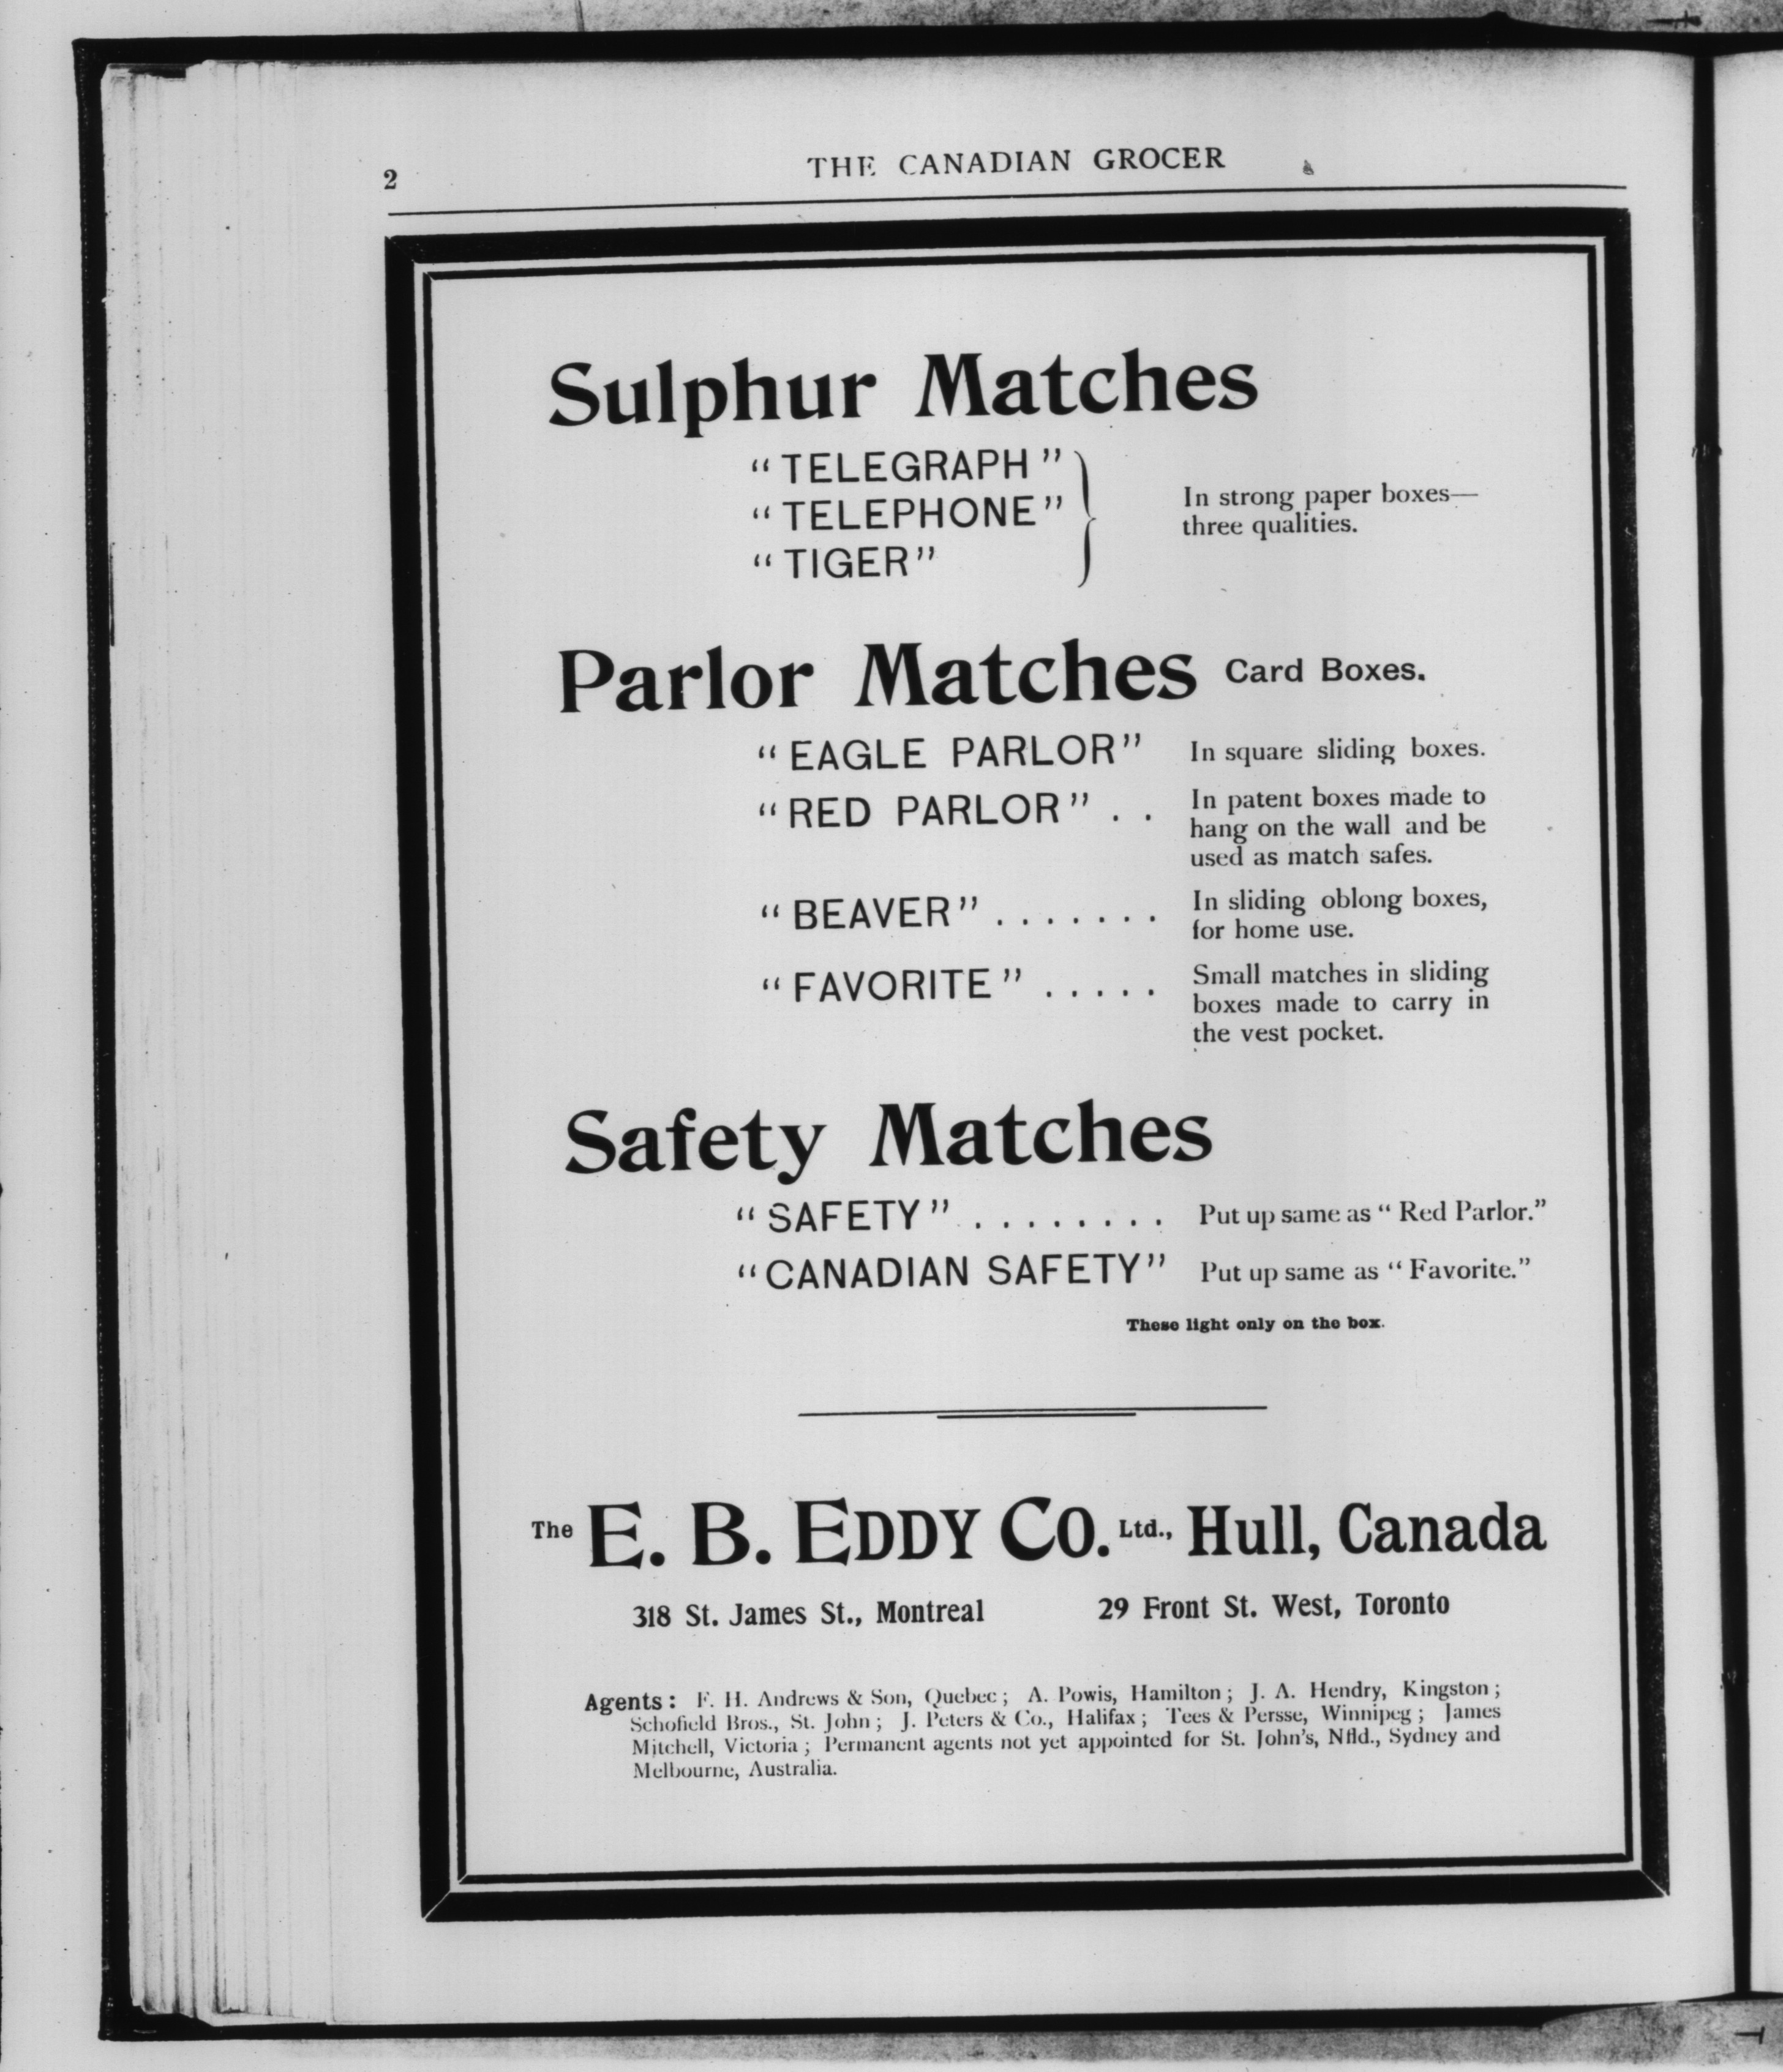 2
THE CANADIAN GROCER
Sulphur Matches
“TELEGRAPH”
“TELEPHONE”
“TIGER”
In strong paper boxes—
three qualities.
Parlor Matches Card Boxes.
“EAGLE PARLOR” In square sliding boxes.
“RED PARLOR” . . In patent boxes made to
hang on the wall and be
used as match safes.
“BEAVER” . . . . . . . In sliding oblong boxes,
for home use.
“FAVORITE” . . . . . Small matches in sliding
boxes made to carry in
the vest pocket.
Safety Matches
“SAFETY” . . . . . . . . Put up same as “Red Parlor.”
“CANADIAN SAFETY” Put up same as “Favorite.”
These light only on the box.
The E. B. EDDY CO. Ltd., Hull, Canada
318 St. James St., Montreal 29 Front St. West, Toronto
Agents: F. H. Andrews & Son, Quebec; A. Powis, Hamilton; J. A. Hendry, Kingston;
Schofield Bros., St. John; J. Peters & Co., Halifax; Tees & Persse, Winnipeg; James
Mitchell, Victoria; Permanent agents not yet appointed for St. John’s, Nfld., Sydney and
Melbourne, Australia.